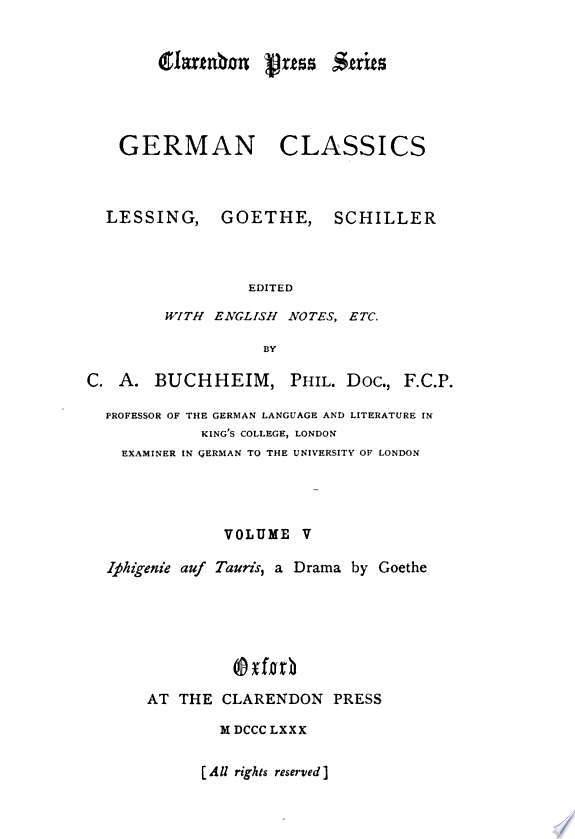 Clarendon Press Series
GERMAN CLASSICS
LESSING, GOETHE, SCHILLER
EDITED
WITH ENGLISH NOTES, ETC.
BY
C. A. BUCHHEIM, PHIL. DOC., F.C.P.
PROFESSOR OF THE GERMAN LANGUAGE AND LITERATURE IN
KING'S COLLEGE, LONDON
EXAMINER IN GERMAN TO THE UNIVERSITY OF LONDON
VOLUME V
Iphigenie auf Tauris, a Drama by Goethe
Oxford
AT THE CLARENDON PRESS
M DCCC LXXX
[All rights reserved]